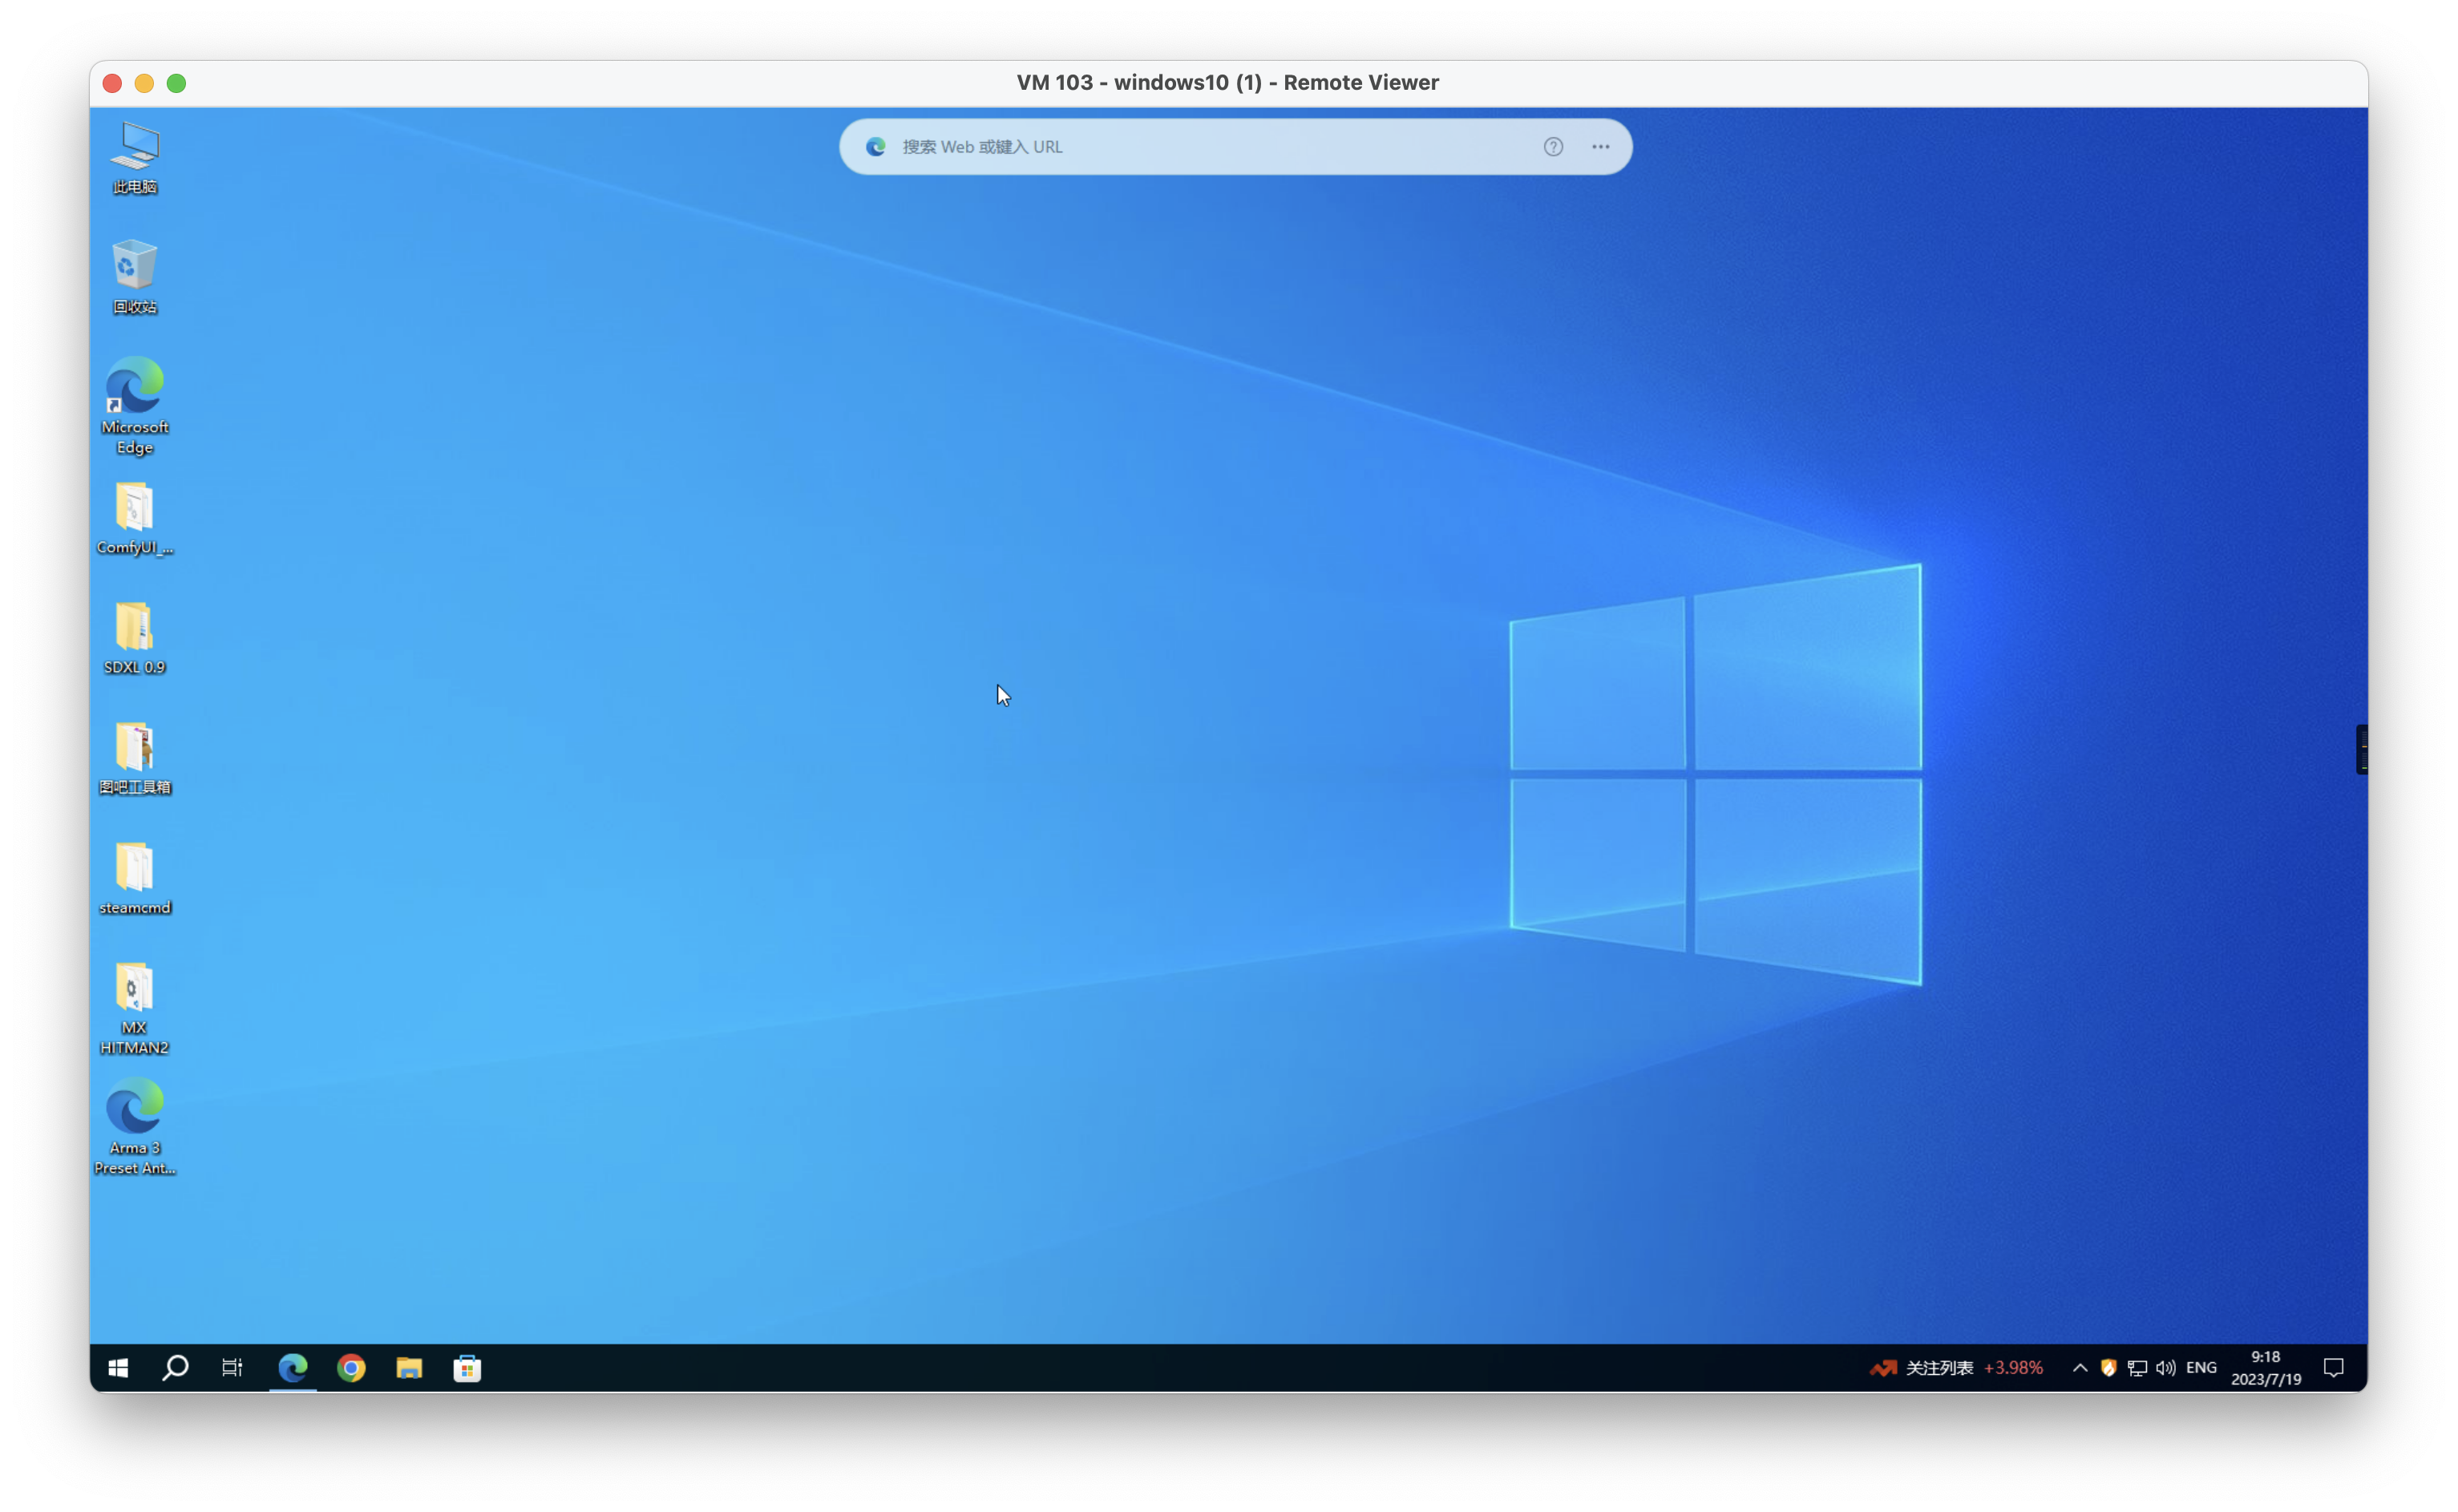 VM 103 - windows10 (1) - Remote Viewer
搜索 Web 或键入 URL
此电脑
回收站
Microsoft
Edge
ComfyUI_...
SDXL 0.9
图吧工具箱
steamcmd
MX
HITMAN2
Arma 3
Preset Ant...
关注列表 +3.98%
ENG
9:18
2023/7/19